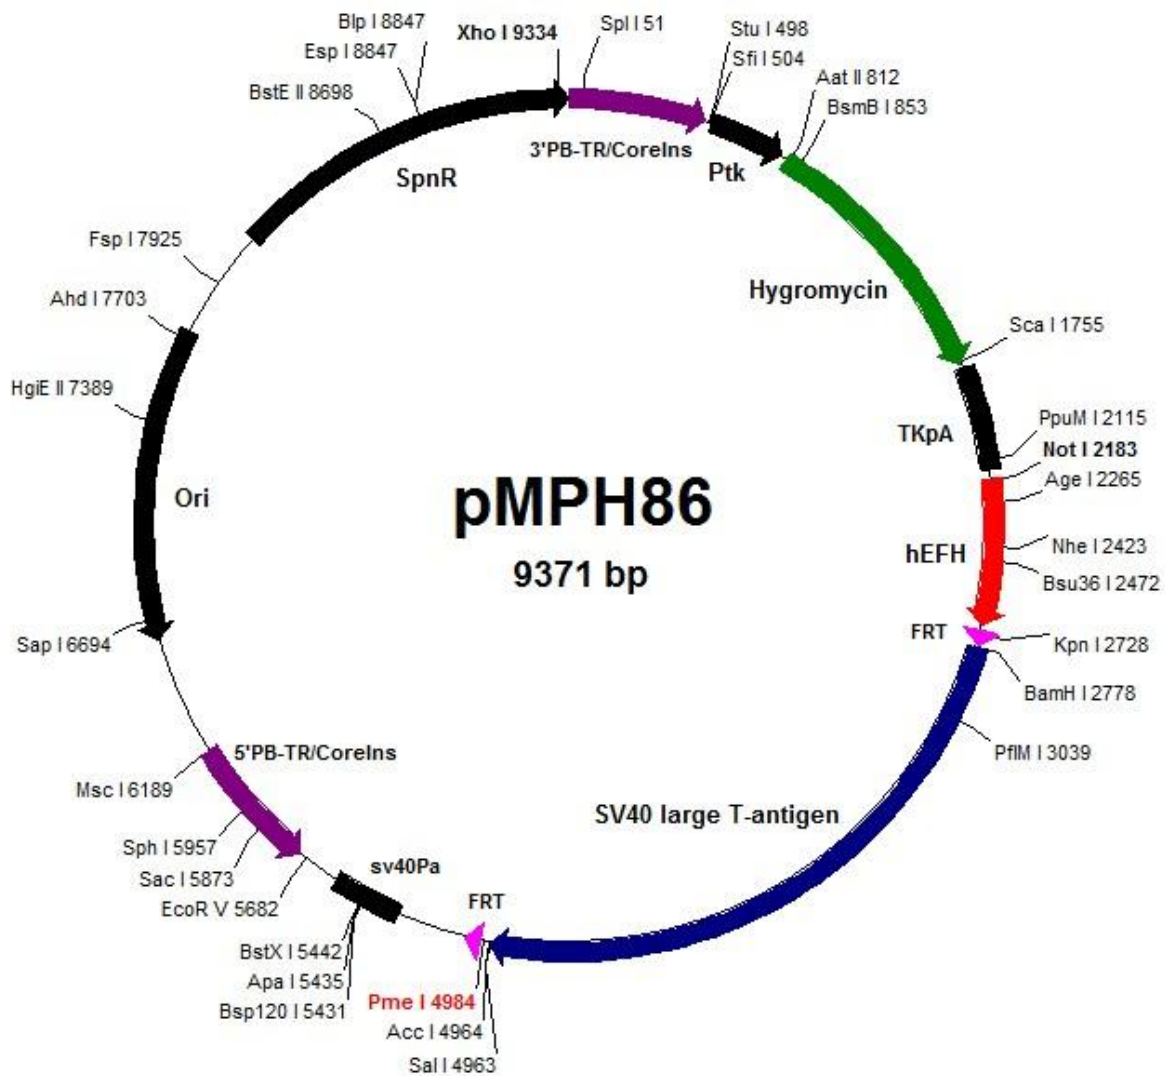 Blp I 8847
Esp I 8847
BstE II 8698
Xho I 9334
Spl I 51
Stu I 498
Sfi I 504
Aat II 812
BsmB I 853
3'PB-TR/CoreIns
Ptk
SpnR
Fsp I 7925
Ahd I 7703
HgiE II 7389
Hygromycin
Sca I 1755
TKpA
PpuM I 2115
Not I 2183
Age I 2265
Ori
pMPH86
9371 bp
hEFH
Nhe I 2423
Bsu36 I 2472
FRT
Kpn I 2728
BamH I 2778
Sap I 6694
PflM I 3039
5'PB-TR/CoreIns
Msc I 6189
SV40 large T-antigen
Sph I 5957
Sac I 5873
EcoR V 5682
sv40Pa
FRT
BstX I 5442
Apa I 5435
Bsp120 I 5431
Pme I 4984
Acc I 4964
Sal I 4963